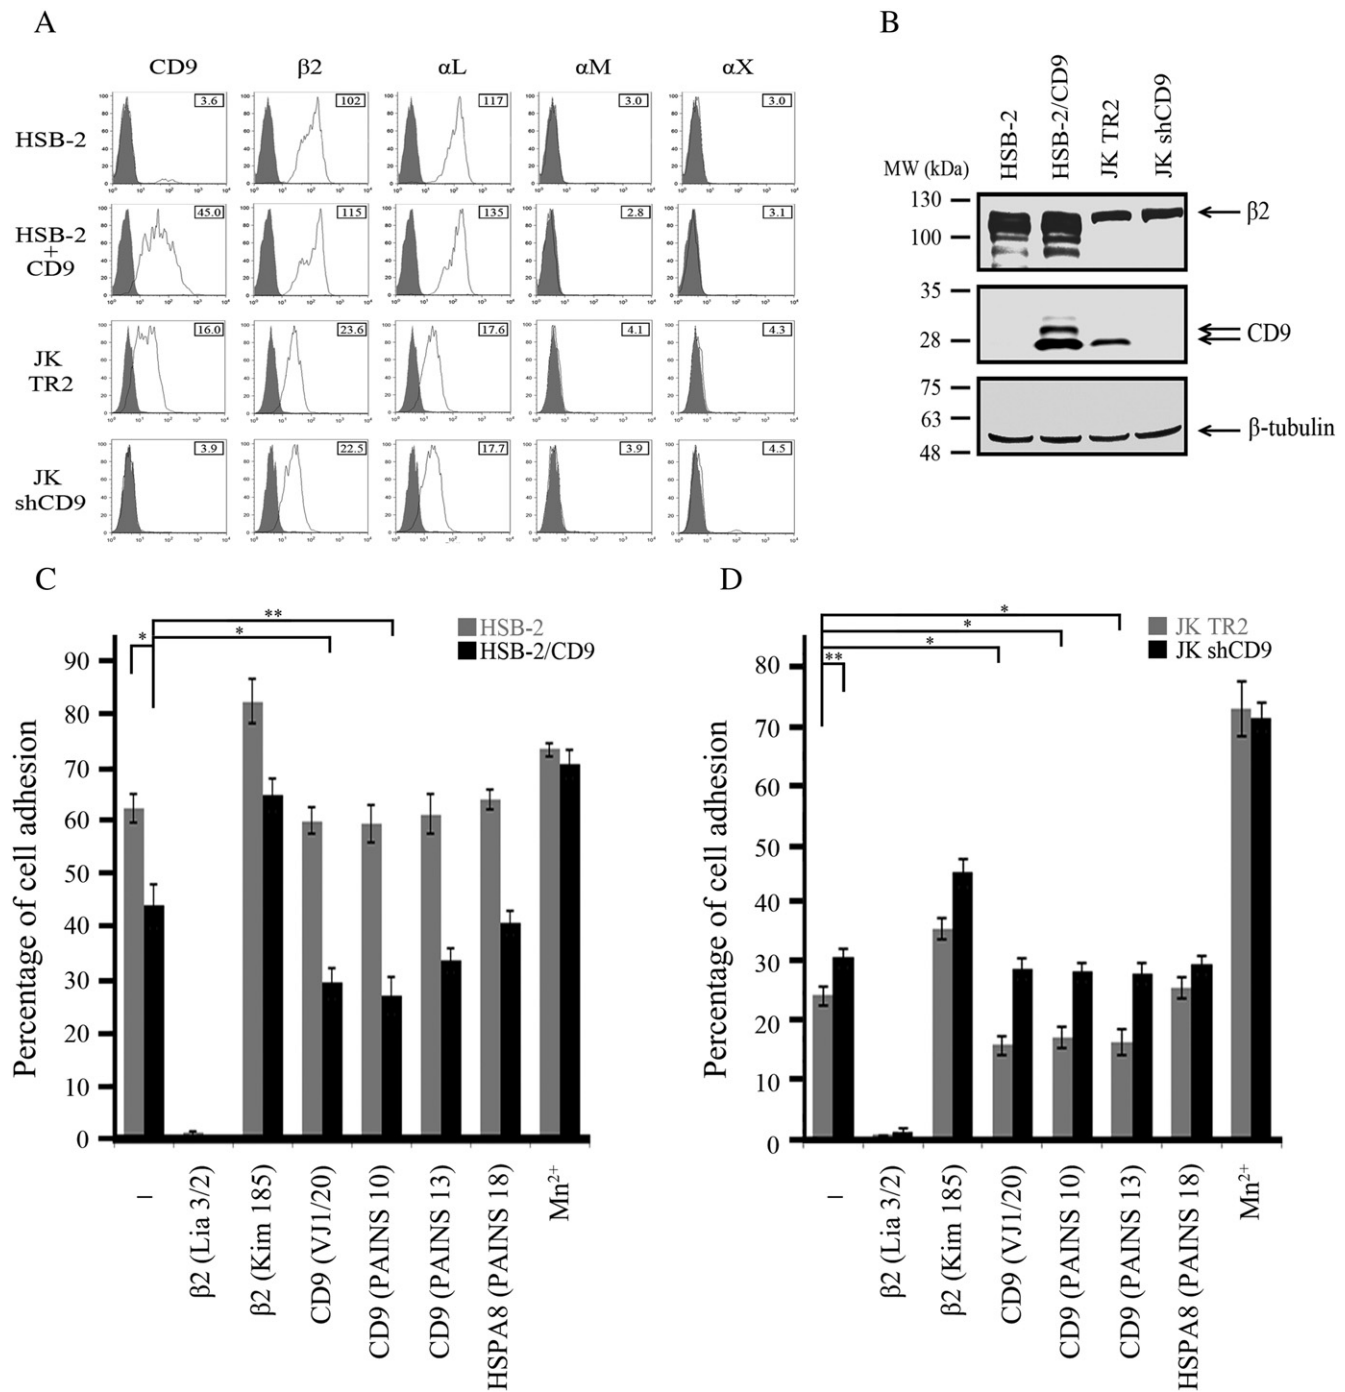 A
CD9 β2 αL αM αX
HSB-2
3.6 102 117 3.0 3.0
HSB-2
+
CD9
45.0 115 135 2.8 3.1
JK
TR2
16.0 23.6 17.6 4.1 4.3
JK
shCD9
3.9 22.5 17.7 3.9 4.5
B
HSB-2 HSB-2/CD9 JK TR2 JK shCD9
MW (kDa)
130
100
β2
35
28
CD9
75
63
48
β-tubulin
C
** 
* *
HSB-2
HSB-2/CD9
Percentage of cell adhesion
90
80
70
60
50
40
30
20
10
0
–
β2 (Lia 3/2)
β2 (Kim 185)
CD9 (VJ1/20)
CD9 (PAINS 10)
CD9 (PAINS 13)
HSPA8 (PAINS 18)
Mn²⁺
D
*
*
*
**
JK TR2
JK shCD9
Percentage of cell adhesion
80
70
60
50
40
30
20
10
0
–
β2 (Lia 3/2)
β2 (Kim 185)
CD9 (VJ1/20)
CD9 (PAINS 10)
CD9 (PAINS 13)
HSPA8 (PAINS 18)
Mn²⁺